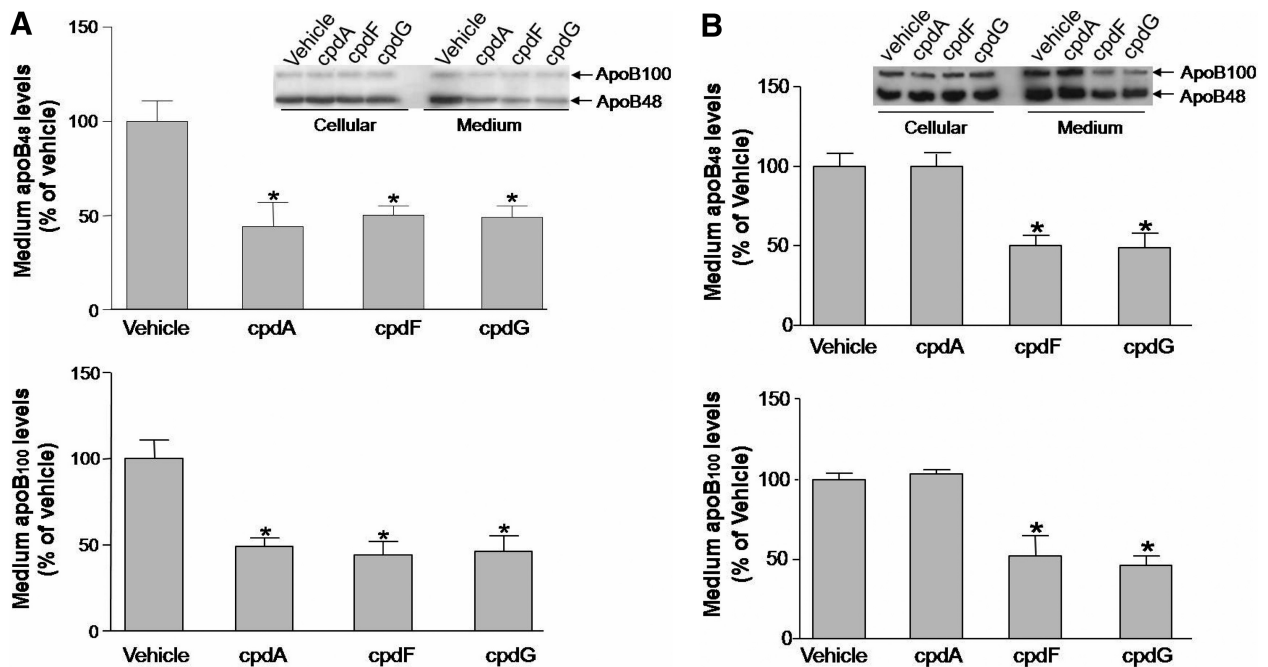 A
Vehicle cpdA cpdF cpdG Vehicle cpdA cpdF cpdG
ApoB100
ApoB48
Cellular Medium
Medium apoB48 levels
(% of vehicle)
150
100
50
0
* * *
Vehicle cpdA cpdF cpdG
Medium apoB100 levels
(% of vehicle)
150
100
50
0
* * *
Vehicle cpdA cpdF cpdG
B
vehicle cpdA cpdF cpdG Vehicle cpdA cpdF cpdG
ApoB100
ApoB48
Cellular Medium
Medium apoB48 levels
(% of Vehicle)
150
100
50
0
* *
Vehicle cpdA cpdF cpdG
Medium apoB100 levels
(% of Vehicle)
150
100
50
0
* *
Vehicle cpdA cpdF cpdG